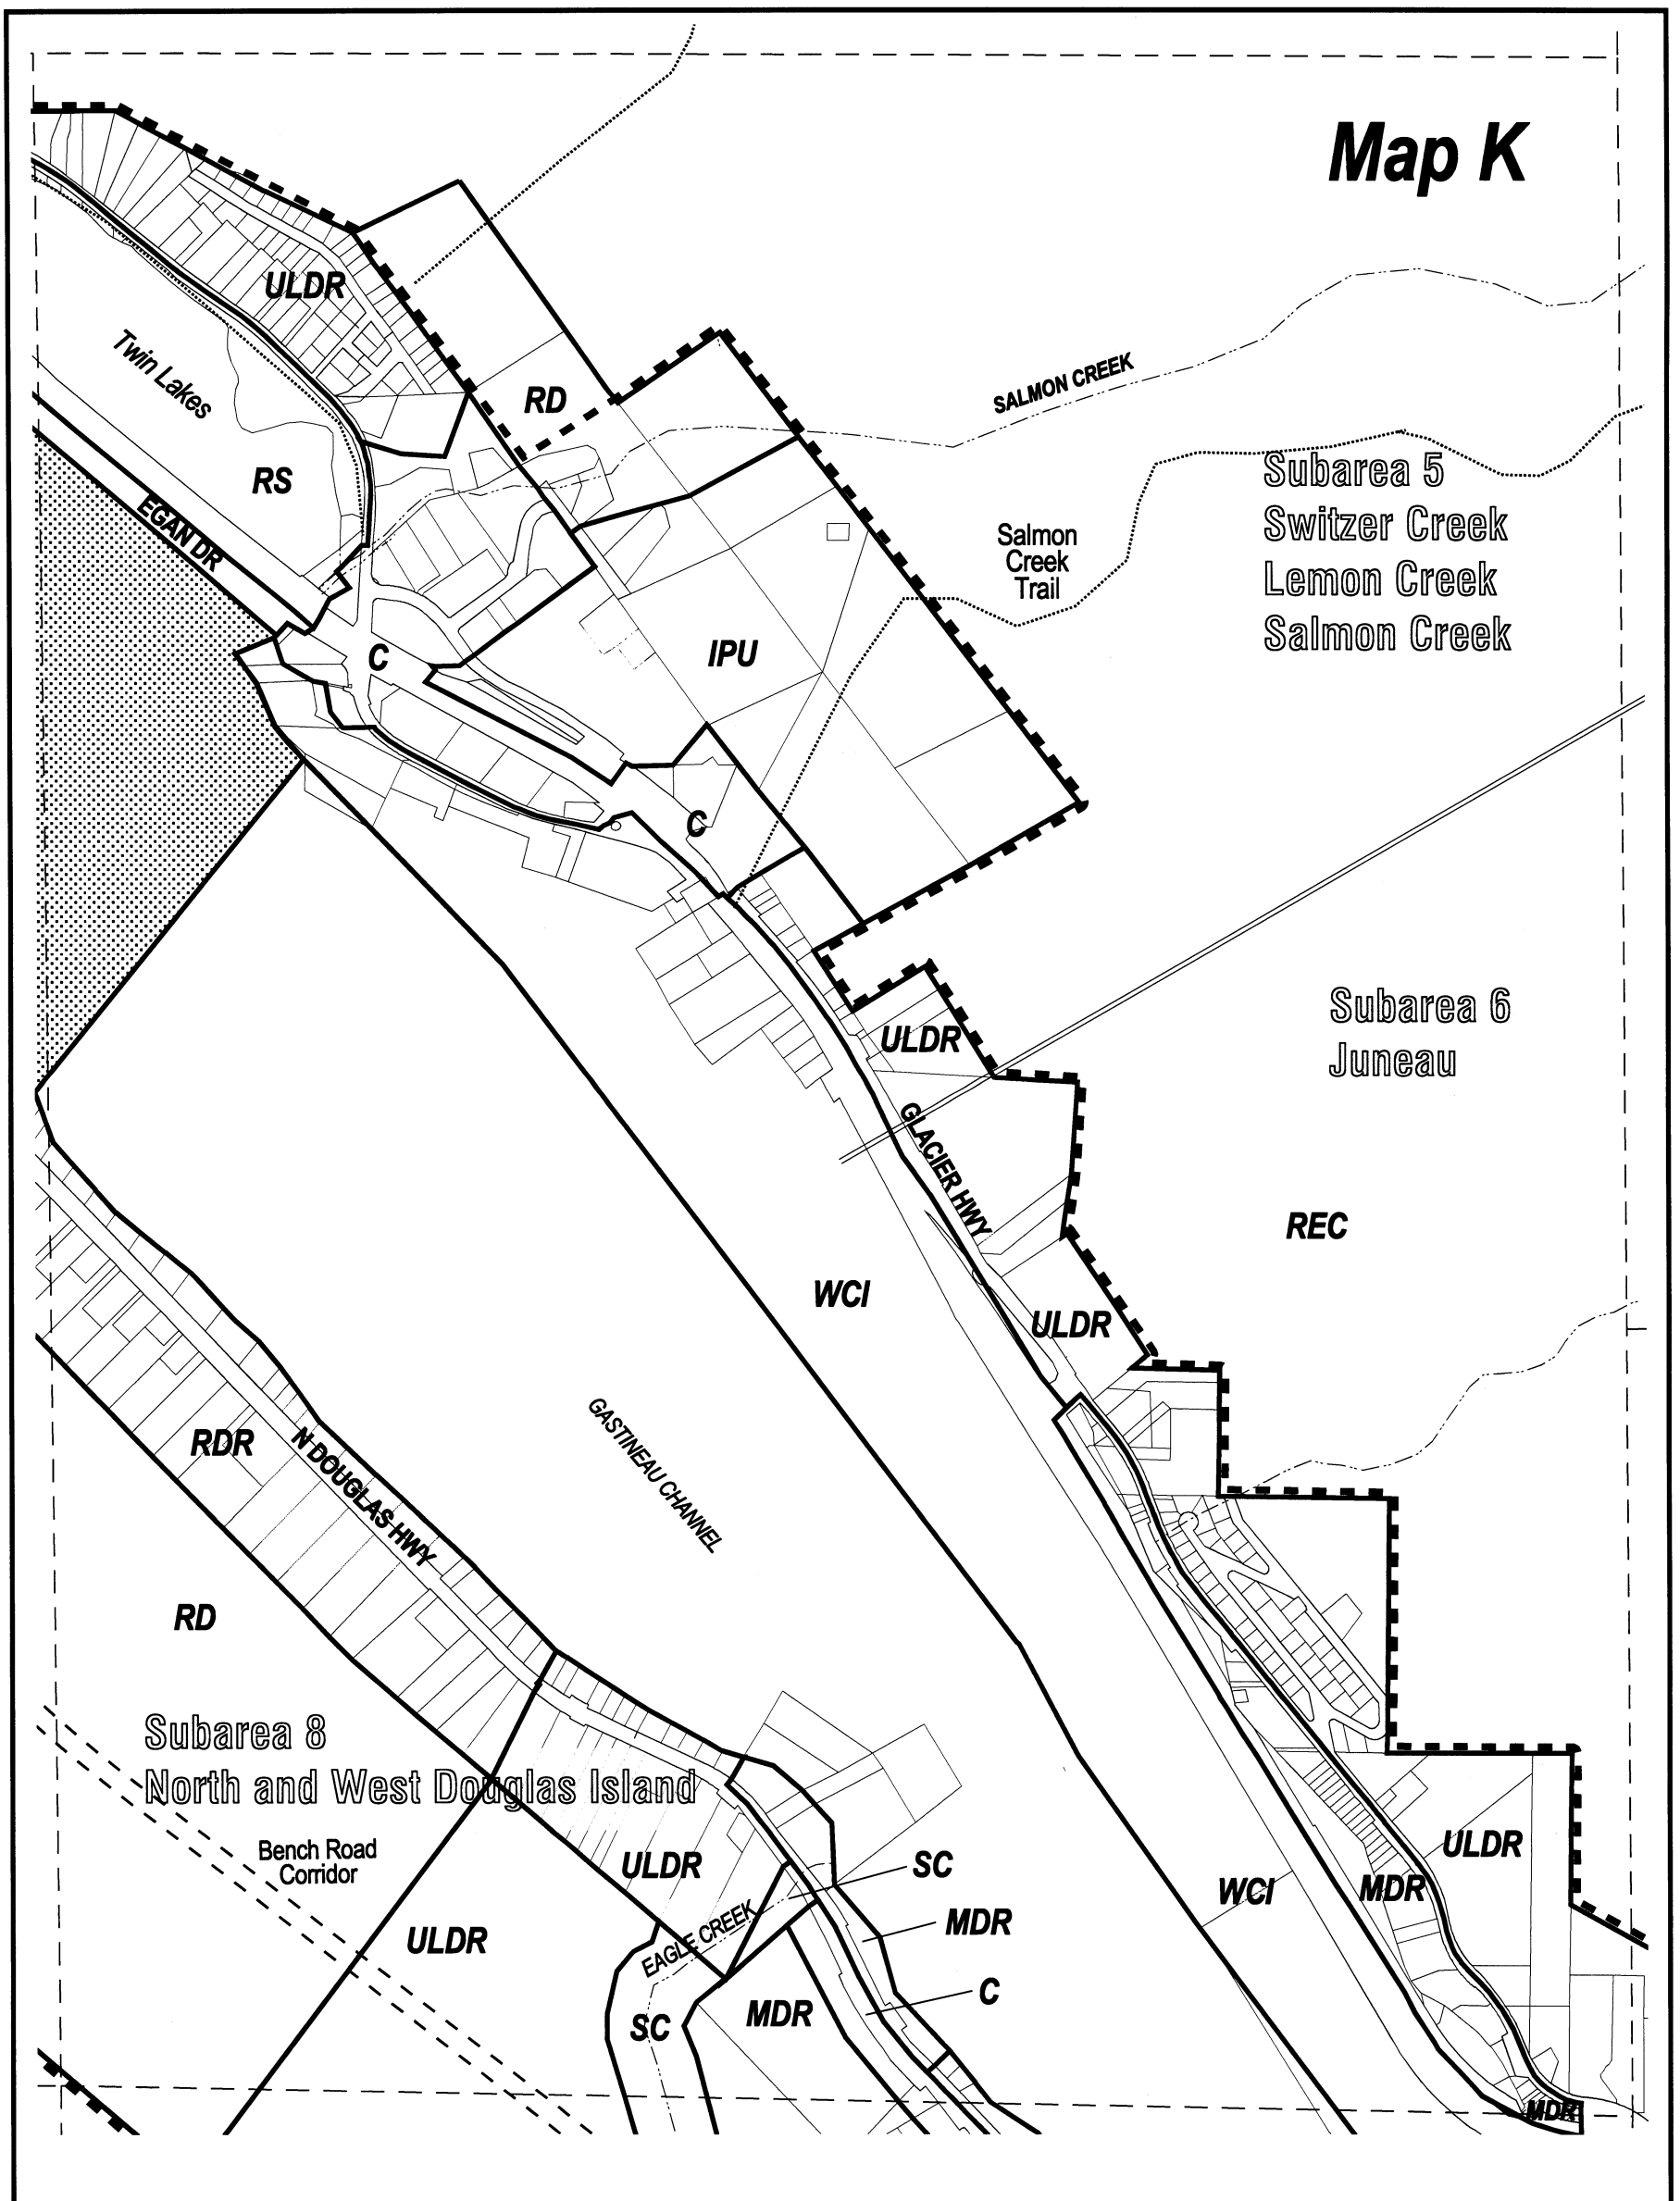 Map K
ULDR
Twin Lakes
RD
RS
SALMON CREEK
Subarea 5
Switzer Creek
Lemon Creek
Salmon Creek
EGAN DR
Salmon
Creek
Trail
C
IPU
C
Subarea 6
Juneau
ULDR
GLACIER HWY
REC
WCI
ULDR
GASTINEAU CHANNEL
RDR
N DOUGLAS HWY
RD
Subarea 8
North and West Douglas Island
Bench Road
Corridor
ULDR
SC
ULDR
WCI
MDR
MDR
EAGLE CREEK
ULDR
C
MDR
SC
MDR